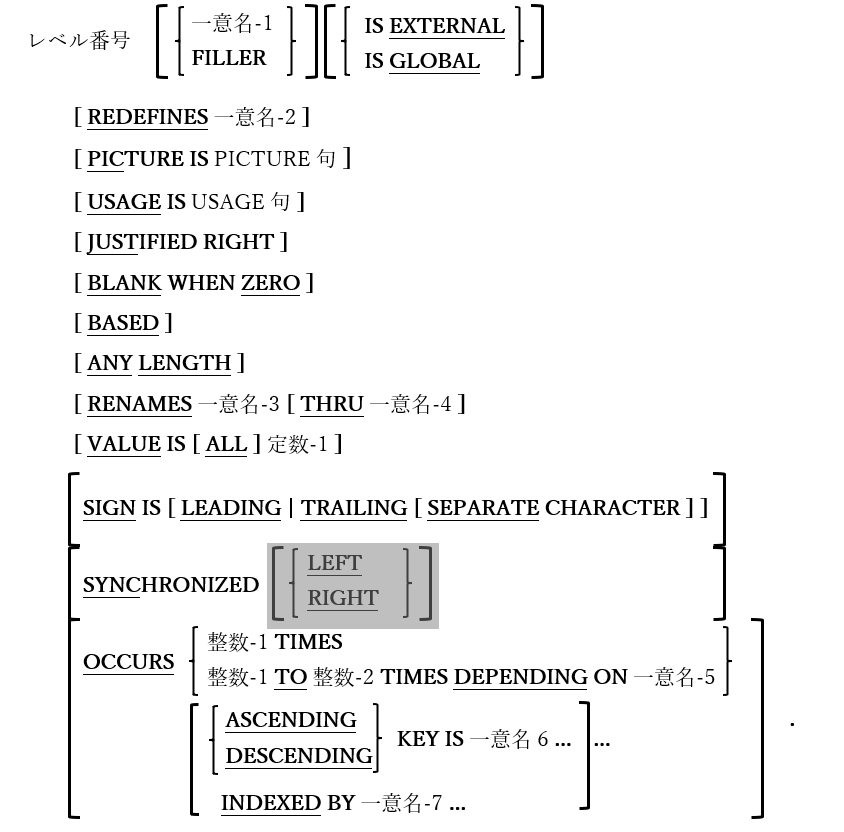 レベル番号
一意名-1
FILLER
IS EXTERNAL
IS GLOBAL
[ REDEFINES 一意名-2 ]
[ PICTURE IS PICTURE 句 ]
[ USAGE IS USAGE 句 ]
[ JUSTIFIED RIGHT ]
[ BLANK WHEN ZERO ]
[ BASED ]
[ ANY LENGTH ]
[ RENAMES 一意名-3 [ THRU 一意名-4 ]
[ VALUE IS [ ALL ] 定数-1 ]
SIGN IS [ LEADING | TRAILING [ SEPARATE CHARACTER ] ]
SYNCHRONIZED
LEFT
RIGHT
OCCURS
整数-1 TIMES
整数-1 TO 整数-2 TIMES DEPENDING ON 一意名-5
ASCENDING
DESCENDING
KEY IS 一意名 6 ... ...
INDEXED BY 一意名-7 ...
.